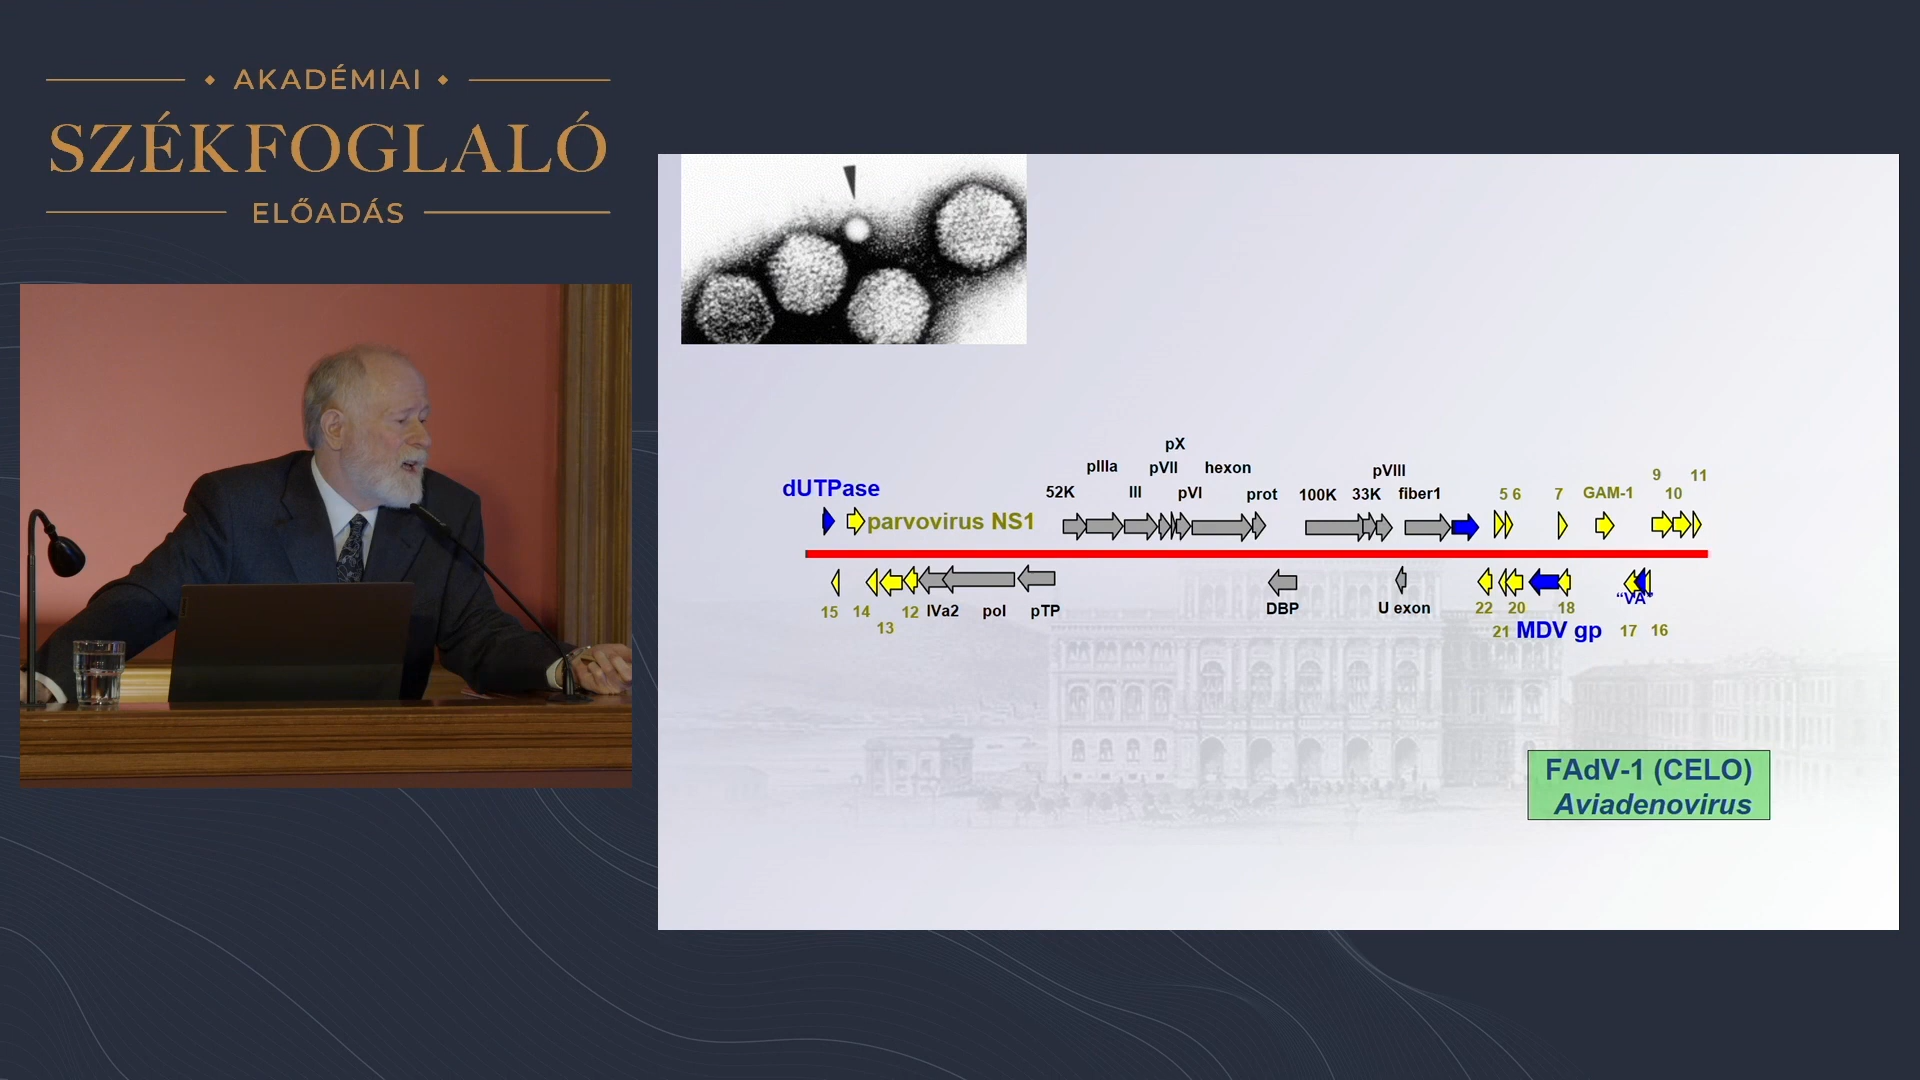 AKADÉMIAI
SZÉKFOGLALÓ
ELŐADÁS
pX
pIIIa pVII hexon pVIII
52K III pVI prot 100K 33K fiber1
dUTPase
parvovirus NS1
5 6 7 GAM-1 9 10 11
15 14 13 12 IVa2 pol pTP DBP U exon 22 21 20 18 17 16
"VA"
MDV gp
FAdV-1 (CELO)
Aviadenovirus